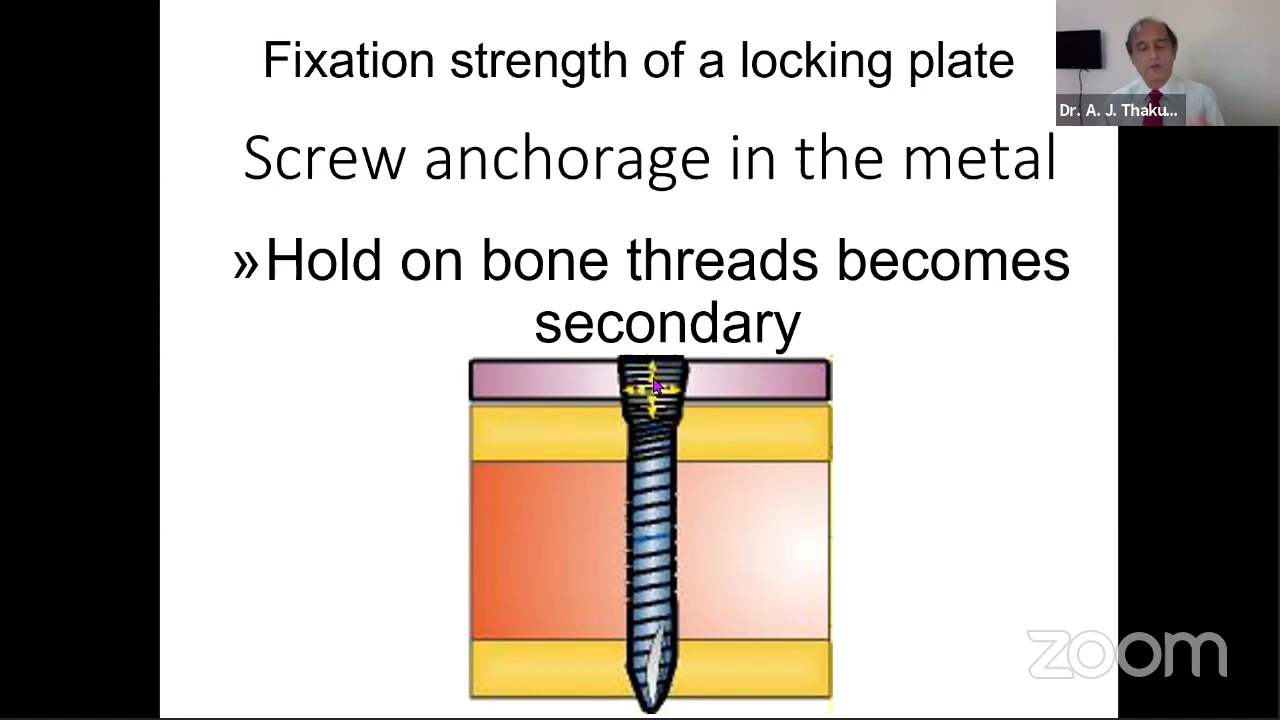 Fixation strength of a locking plate
Dr. A. J. Thaku...
Screw anchorage in the metal
»Hold on bone threads becomes
secondary
zoom